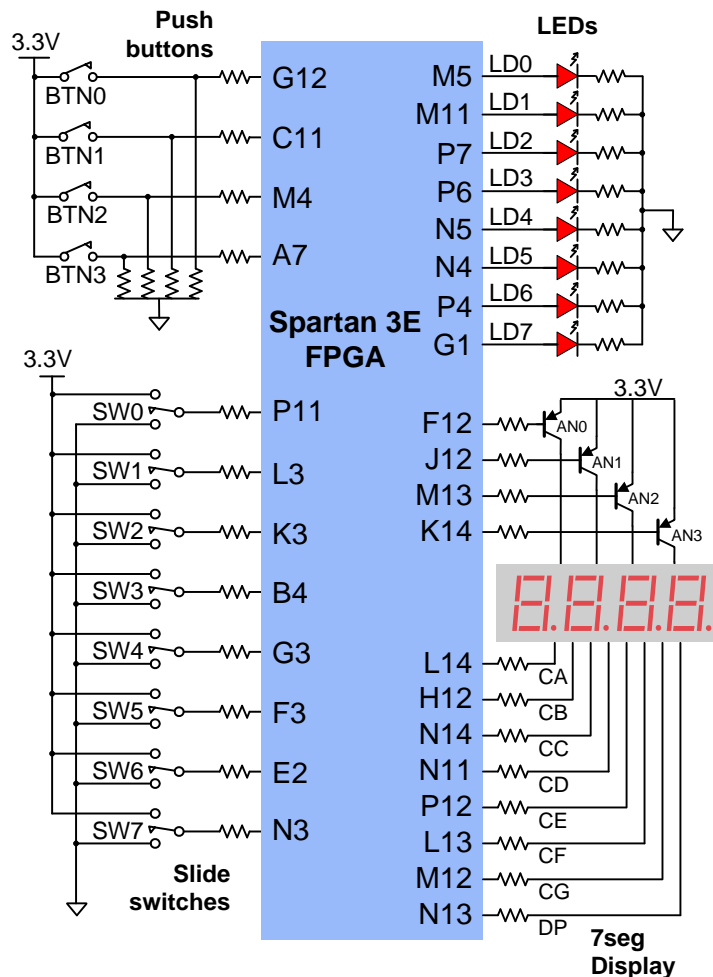 Push
buttons
3.3V
BTN0
BTN1
BTN2
BTN3
G12
C11
M4
A7
Spartan 3E
FPGA
LEDs
M5 LD0
M11 LD1
P7 LD2
P6 LD3
N5 LD4
N4 LD5
P4 LD6
G1 LD7
3.3V
SW0 P11
SW1 L3
SW2 K3
SW3 B4
SW4 G3
SW5 F3
SW6 E2
SW7 N3
Slide
switches
3.3V
F12 AN0
J12 AN1
M13 AN2
K14 AN3
8.8.8.8.
L14 CA
H12 CB
N14 CC
N11 CD
P12 CE
L13 CF
M12 CG
N13 DP
7seg
Display